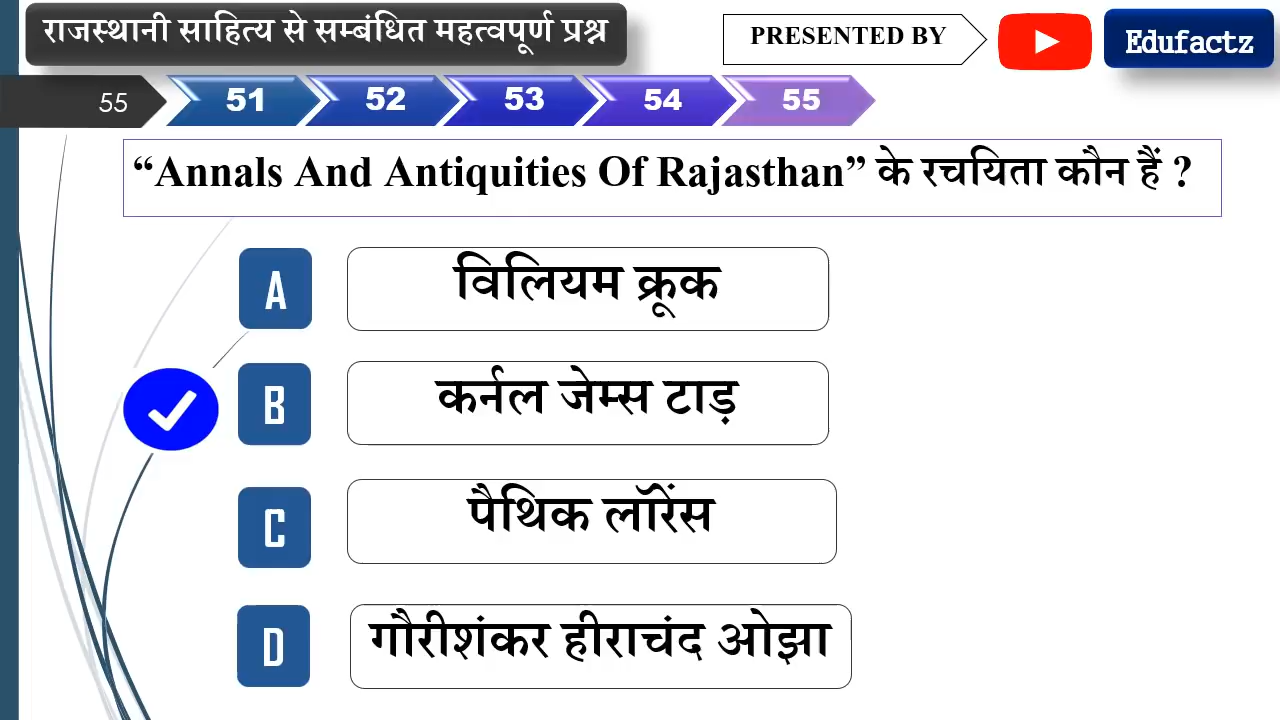 राजस्थानी साहित्य से सम्बंधित महत्वपूर्ण प्रश्न
PRESENTED BY
Edufactz
55 51 52 53 54 55
“Annals And Antiquities Of Rajasthan” के रचयिता कौन हैं ?
A विलियम क्रूक
B कर्नल जेम्स टाड़
C पैथिक लॉरेंस
D गौरीशंकर हीराचंद ओझा